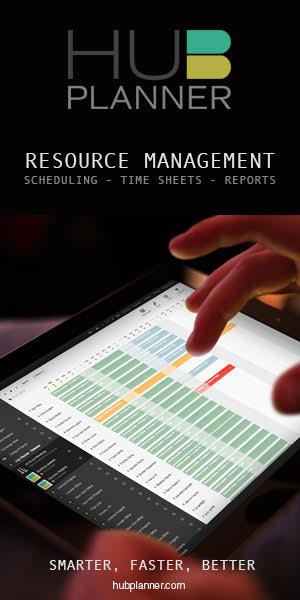 HUB
PLANNER
RESOURCE MANAGEMENT
SCHEDULING - TIME SHEETS - REPORTS
SMARTER, FASTER, BETTER
hubplanner.com